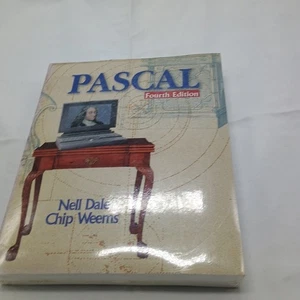 PASCAL
Fourth Edition
Nell Dale
Chip Weems